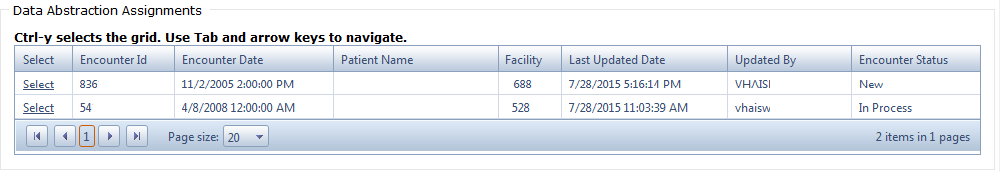 Data Abstraction Assignments
Ctrl-y selects the grid. Use Tab and arrow keys to navigate.
Select Encounter Id Encounter Date Patient Name Facility Last Updated Date Updated By Encounter Status
Select 836 11/2/2005 2:00:00 PM 688 7/28/2015 5:16:14 PM VHAISI New
Select 54 4/8/2008 12:00:00 AM 528 7/28/2015 11:03:39 AM vhaisw In Process
1 Page size: 20 2 items in 1 pages